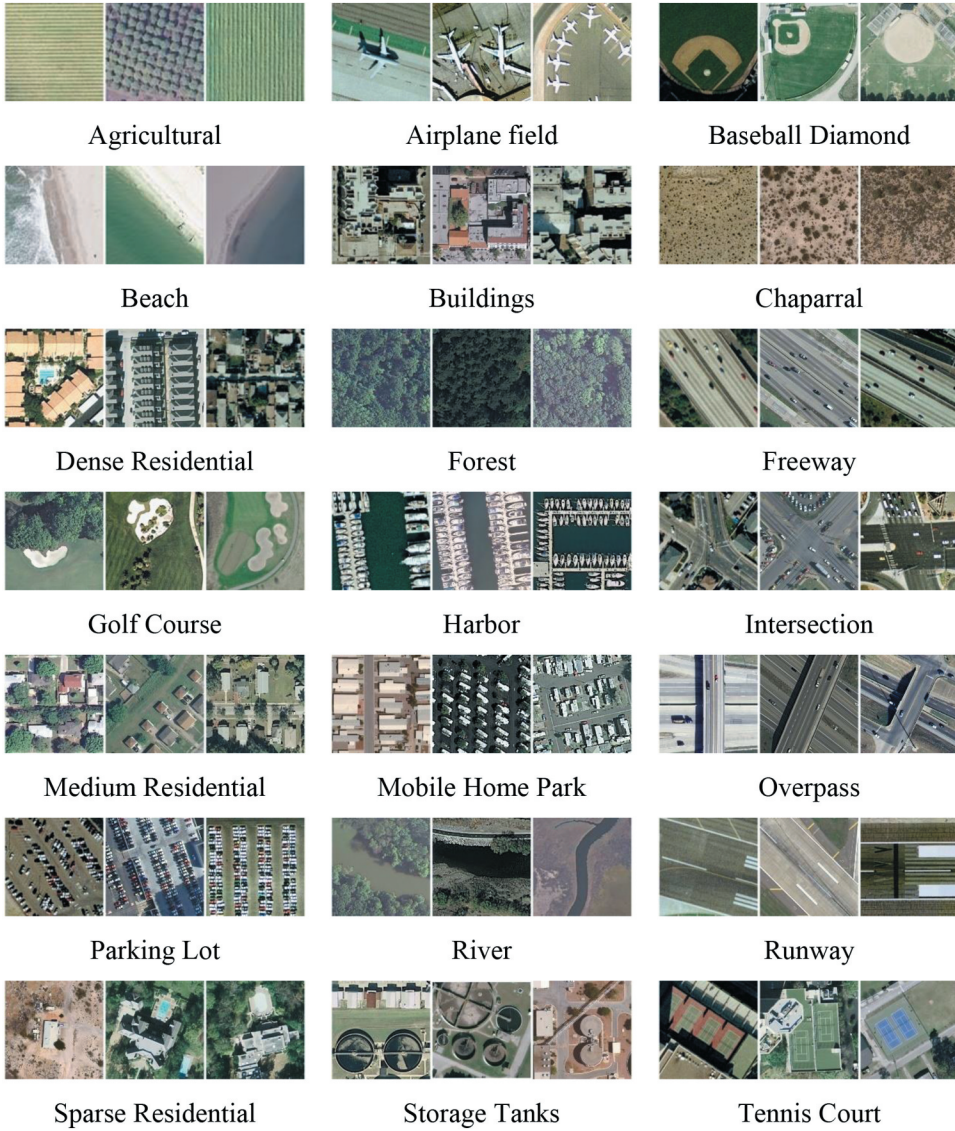 Agricultural
Airplane field
Baseball Diamond
Beach
Buildings
Chaparral
Dense Residential
Forest
Freeway
Golf Course
Harbor
Intersection
Medium Residential
Mobile Home Park
Overpass
Parking Lot
River
Runway
Sparse Residential
Storage Tanks
Tennis Court